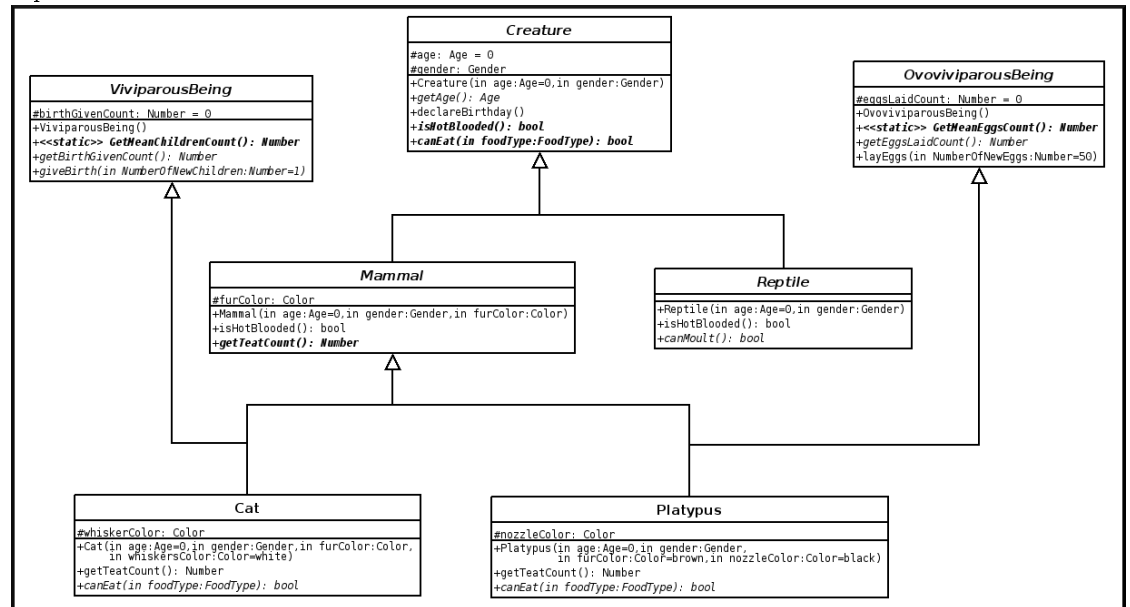 Creature
#age: Age = 0
#gender: Gender
+Creature(in age:Age=0,in gender:Gender)
+getAge(): Age
+declareBirthday()
+isHotBlooded(): bool
+canEat(in foodType:FoodType): bool
ViviparousBeing
#birthGivenCount: Number = 0
+ViviparousBeing()
+<<static>> GetMeanChildrenCount(): Number
+getBirthGivenCount(): Number
+giveBirth(in NumberOfNewChildren:Number=1)
OvoviviparousBeing
#eggsLaidCount: Number = 0
+OvoviviparousBeing()
+<<static>> GetMeanEggsCount(): Number
+getEggsLaidCount(): Number
+layEggs(in NumberOfNewEggs:Number=50)
Mammal
#furColor: Color
+Mammal(in age:Age=0,in gender:Gender,in furColor:Color)
+isHotBlooded(): bool
+getTeatCount(): Number
Reptile
+Reptile(in age:Age=0,in gender:Gender)
+isHotBlooded(): bool
+canMoult(): bool
Cat
#whiskerColor: Color
+Cat(in age:Age=0,in gender:Gender,in furColor:Color,
in whiskersColor:Color=white)
+getTeatCount(): Number
+canEat(in foodType:FoodType): bool
Platypus
#nozzleColor: Color
+Platypus(in age:Age=0,in gender:Gender,
in furColor:Color=brown,in nozzleColor:Color=black)
+getTeatCount(): Number
+canEat(in foodType:FoodType): bool